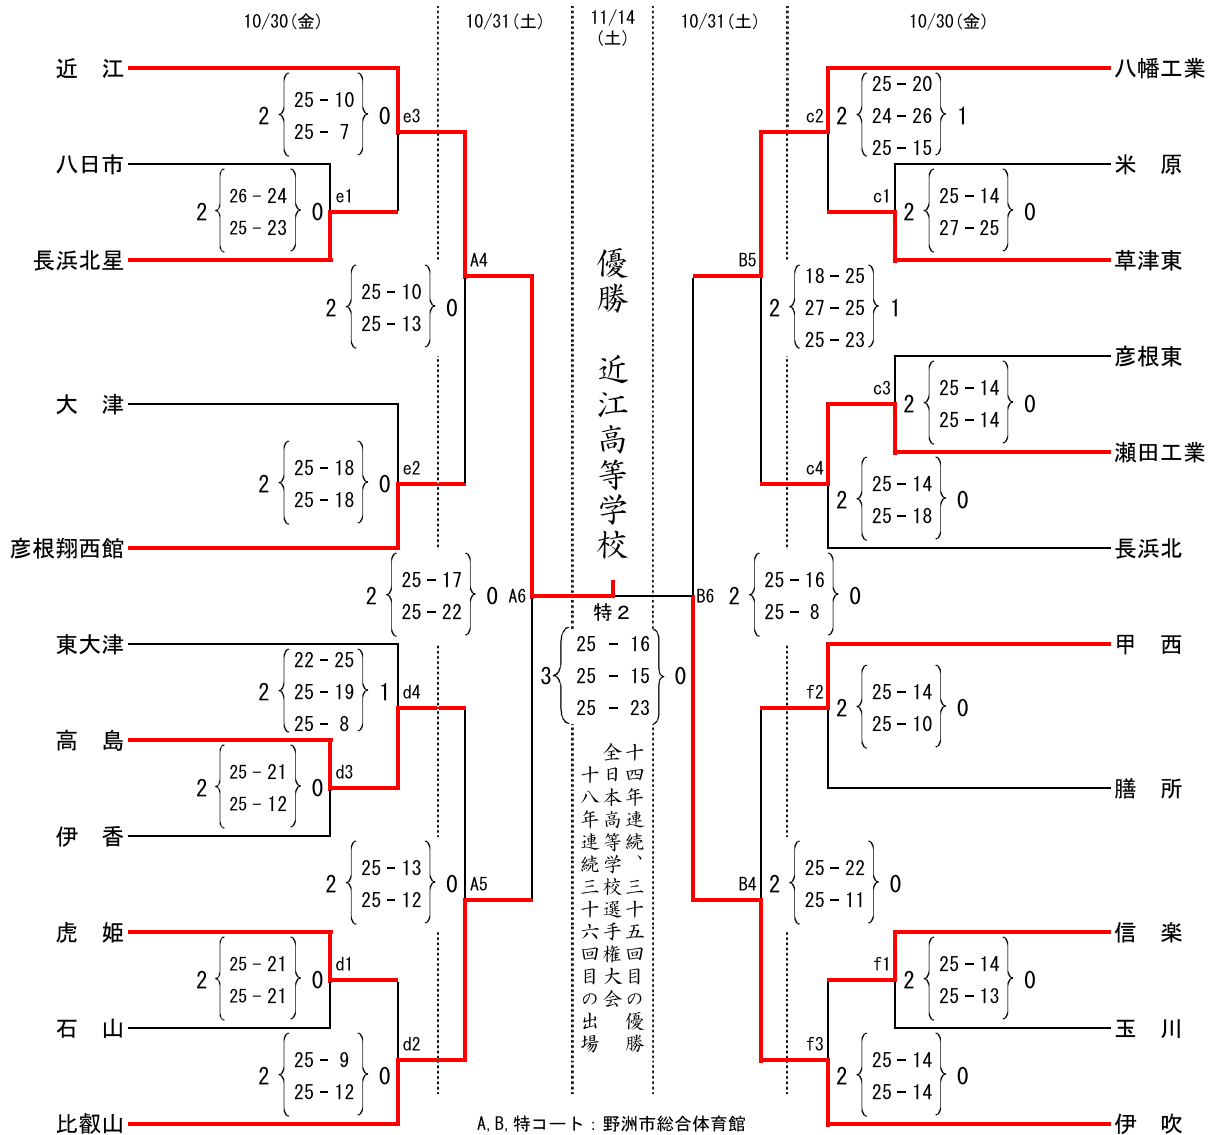 10/30(金)
10/31(土)
11/14
(土)
10/31(土)
10/30(金)
近　江
2 25－10 0 e3
25－ 7
八日市
2 26－24 0 e1
25－23
長浜北星
A4
2 25－10 0
25－13
大　津
2 25－18 0 e2
25－18
彦根翔西館
2 25－17 0 A6
25－22
東大津
22－25
2 25－19 1 d4
25－ 8
高　島
2 25－21 0 d3
25－12
伊　香
2 25－13 0 A5
25－12
虎　姫
2 25－21 0 d1
25－21
石　山
2 25－ 9 0 d2
25－12
比叡山
優勝　近江高等学校
特２
25 － 16
3 25 － 15 0
25 － 23
十四年連続、三十五回目の優勝
全日本高等学校選手権大会
十八年連続三十六回目の出場
八幡工業
25－20
c2 2 24－26 1
25－15
米　原
c1 2 25－14 0
27－25
草津東
B5
18－25
2 27－25 1
25－23
彦根東
c3 2 25－14 0
25－14
瀬田工業
c4 2 25－14 0
25－18
長浜北
B6 2 25－16 0
25－ 8
甲　西
f2 2 25－14 0
25－10
膳　所
B4 2 25－22 0
25－11
信　楽
f1 2 25－14 0
25－13
玉　川
f3 2 25－14 0
25－14
伊　吹
A,B,特コート：野洲市総合体育館